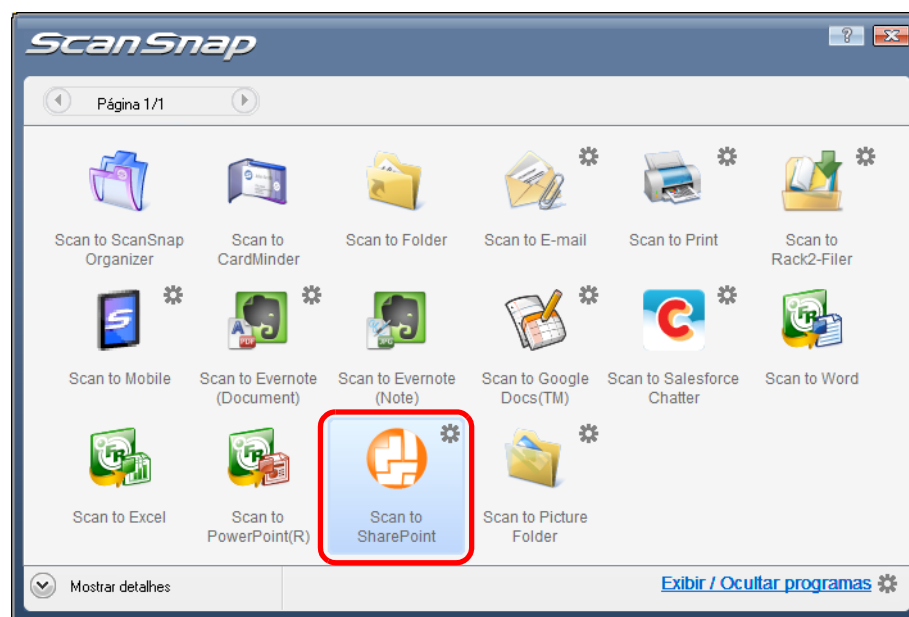 ScanSnap
?
Página 1/1
Scan to ScanSnap
Organizer
Scan to
CardMinder
Scan to Folder
Scan to E-mail
Scan to Print
Scan to
Rack2-Filer
Scan to Mobile
Scan to Evernote
(Document)
Scan to Evernote
(Note)
Scan to Google
Docs(TM)
Scan to Salesforce
Chatter
Scan to Word
Scan to Excel
Scan to
PowerPoint(R)
Scan to
SharePoint
Scan to Picture
Folder
Mostrar detalhes
Exibir / Ocultar programas